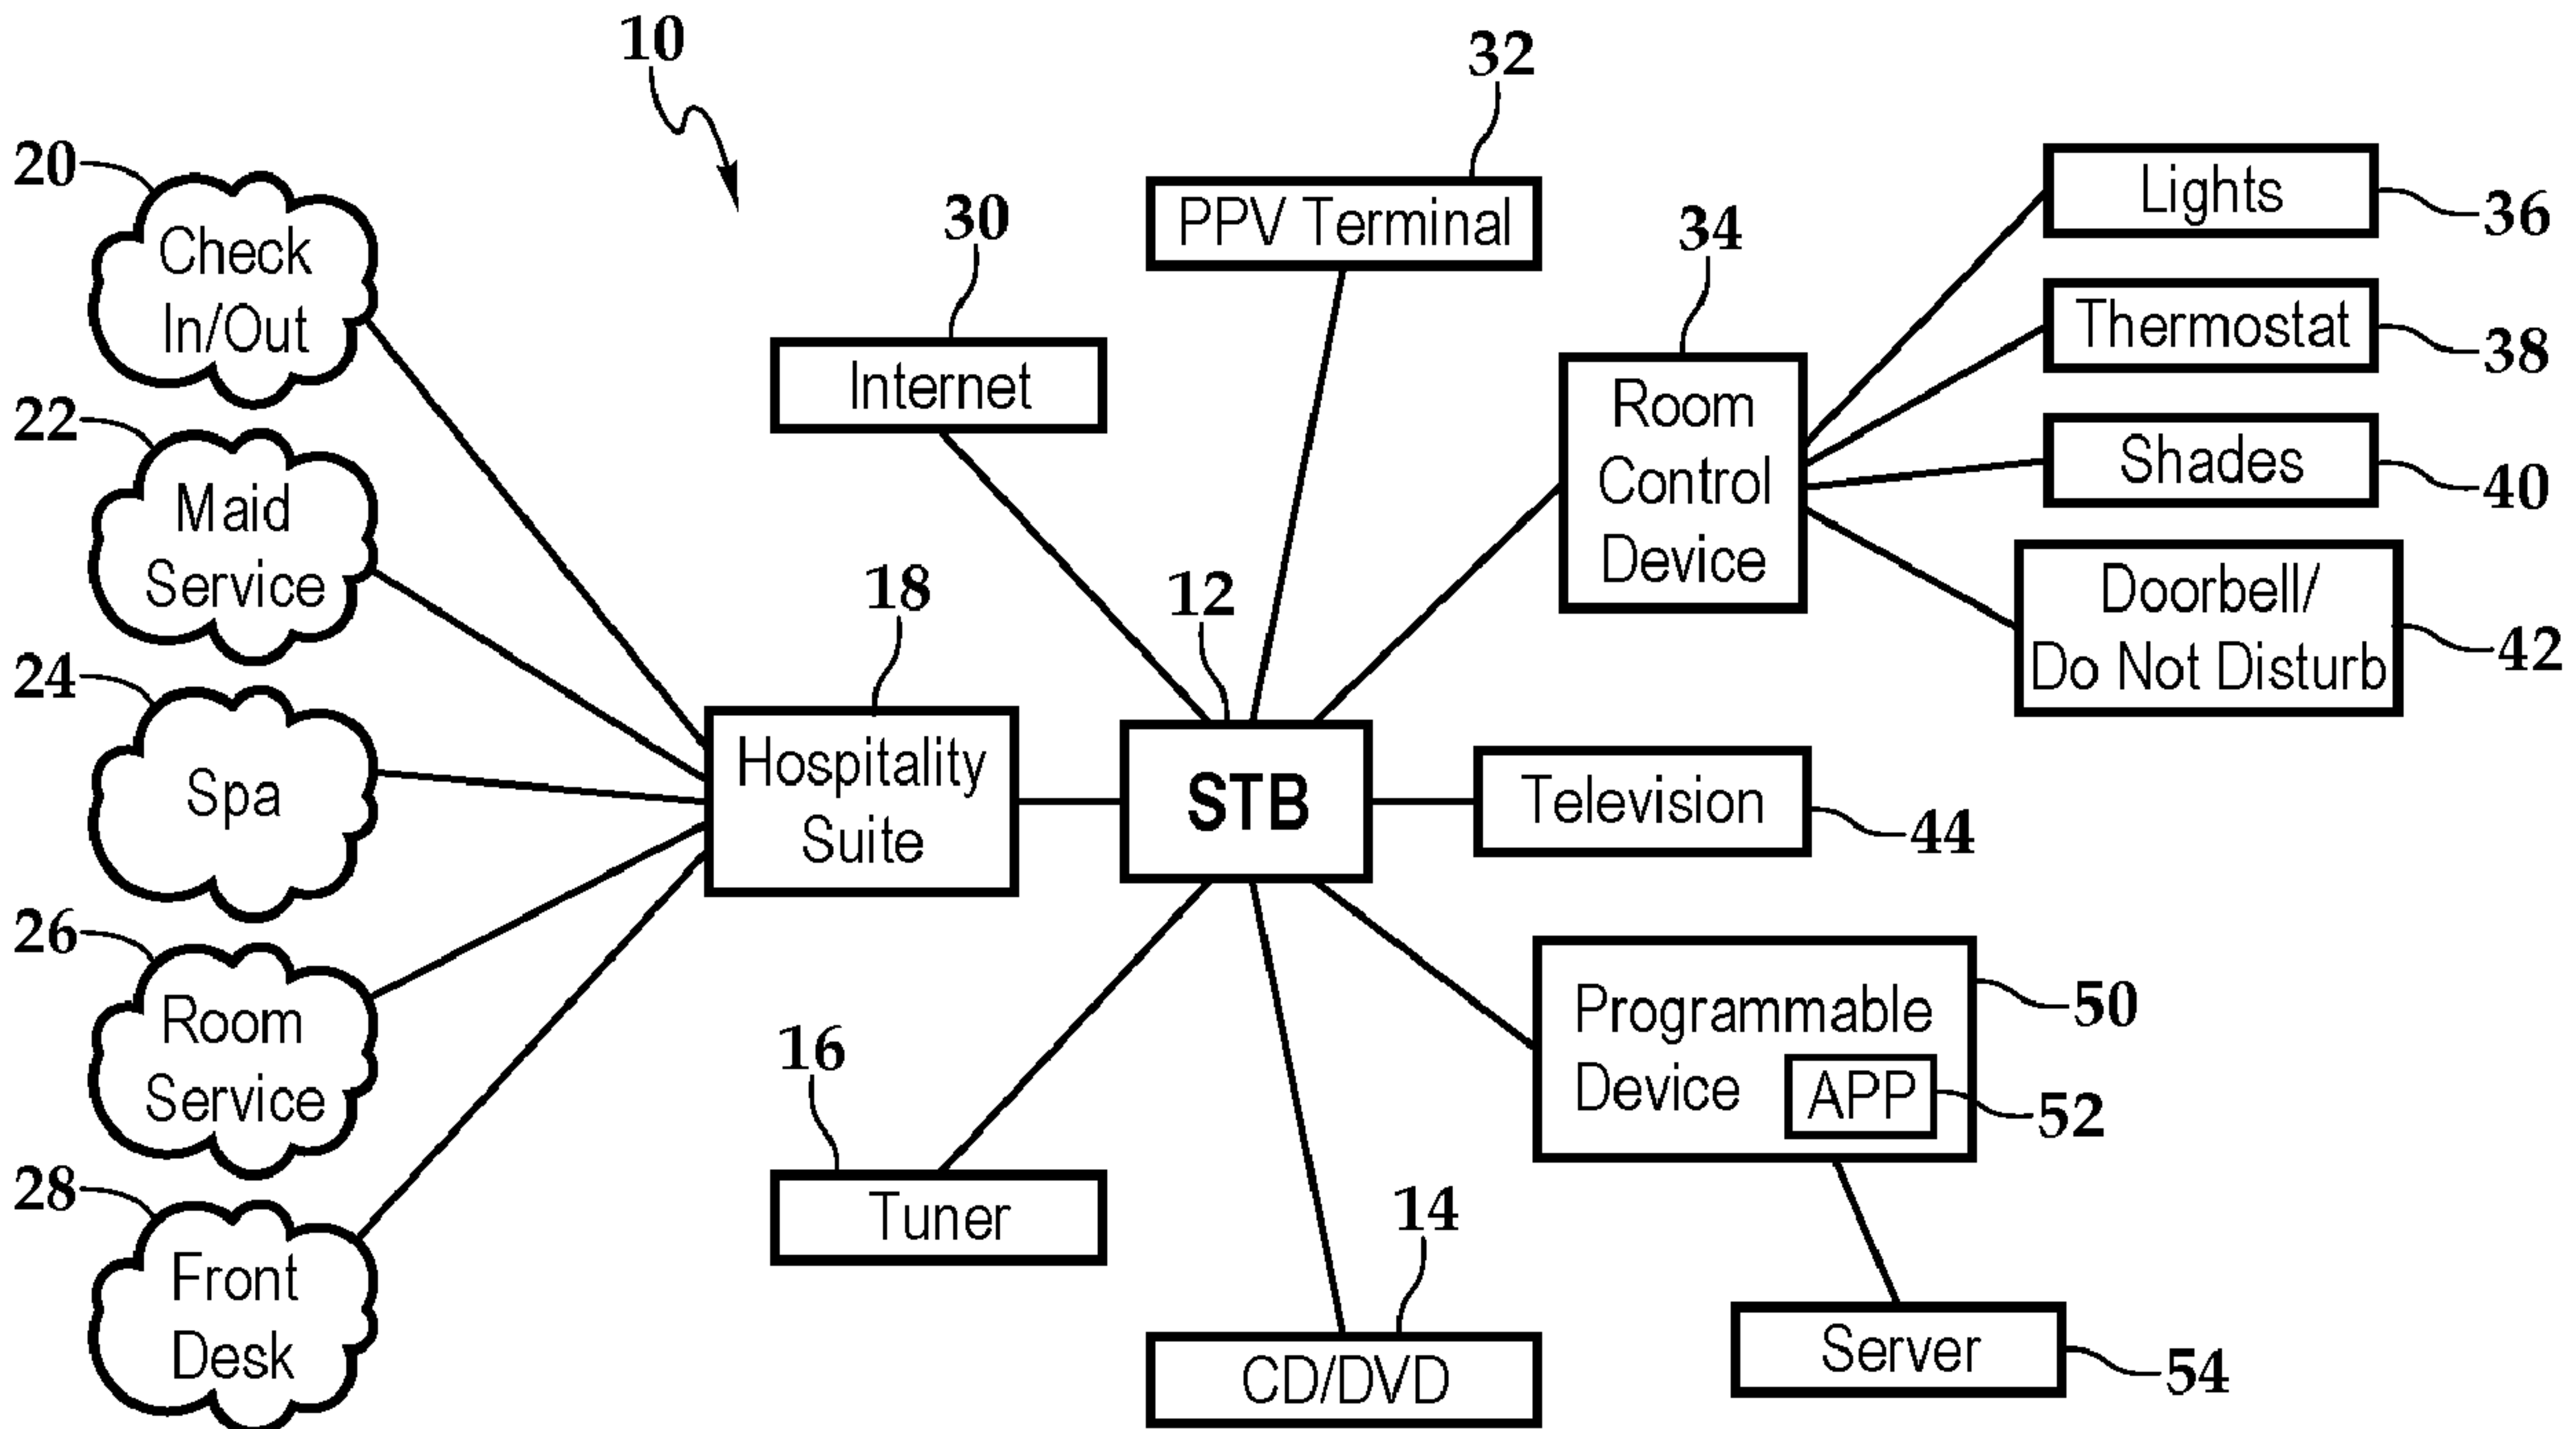 10
32
20
Check
In/Out
30
PPV Terminal
34
Lights
36
Internet
Thermostat
38
22
Maid
Service
Room
Control
Device
Shades
40
18
12
Doorbell/
Do Not Disturb
42
24
Spa
Hospitality
Suite
STB
Television
44
26
Room
Service
16
Programmable
Device
APP
50
52
28
Front
Desk
Tuner
14
CD/DVD
Server
54